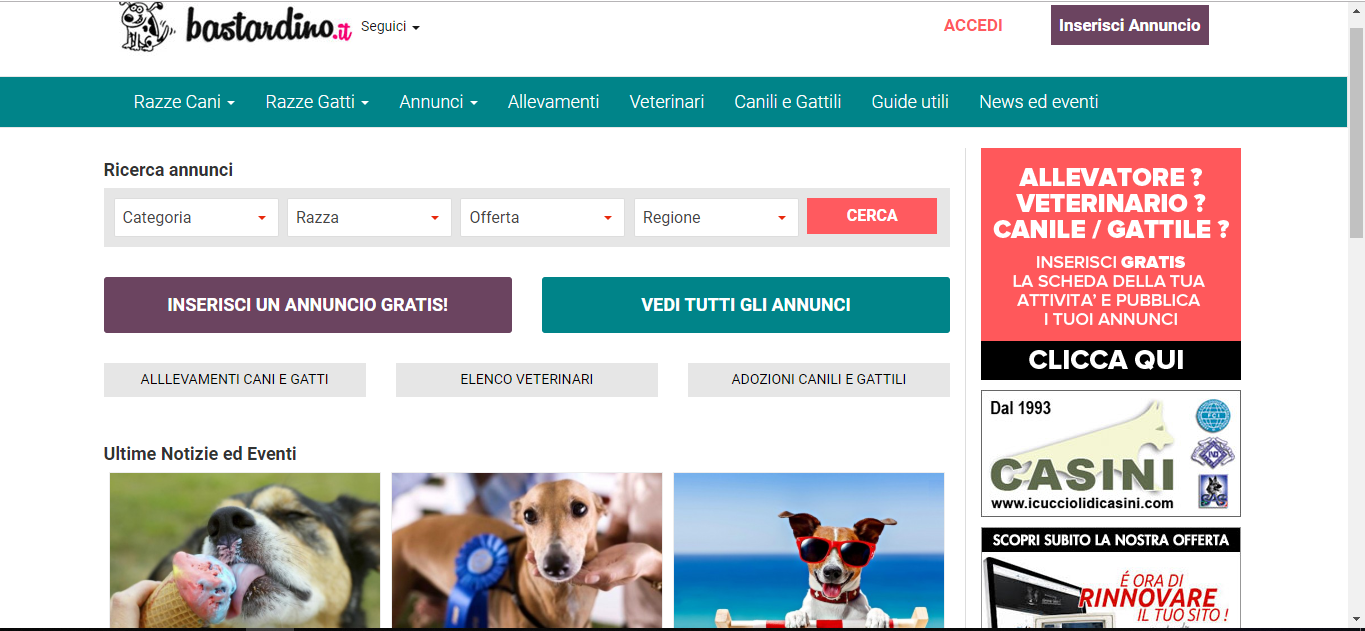 bastardino.it
Seguici
ACCEDI
Inserisci Annuncio
Razze Cani
Razze Gatti
Annunci
Allevamenti
Veterinari
Canili e Gattili
Guide utili
News ed eventi
Ricerca annunci
Categoria
Razza
Offerta
Regione
CERCA
INSERISCI UN ANNUNCIO GRATIS!
VEDI TUTTI GLI ANNUNCI
ALLLEVAMENTI CANI E GATTI
ELENCO VETERINARI
ADOZIONI CANILI E GATTILI
Ultime Notizie ed Eventi
ALLEVATORE ?
VETERINARIO ?
CANILE / GATTILE ?
INSERISCI GRATIS
LA SCHEDA DELLA TUA
ATTIVITA' E PUBBLICA
I TUOI ANNUNCI
CLICCA QUI
Dal 1993
FCI
CASINI
www.icucciolidicasini.com
SAS
SCOPRI SUBITO LA NOSTRA OFFERTA
É ORA DI
RINNOVARE
IL TUO SITO !